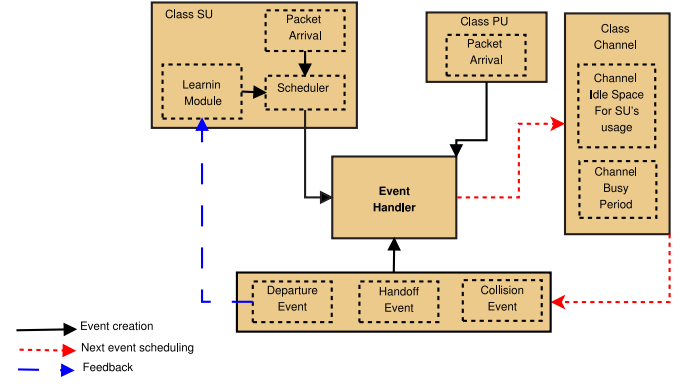 Class SU
Packet
Arrival
Learnin
Module
Scheduler
Class PU
Packet
Arrival
Class
Channel
Channel
Idle Space
For SU's
usage
Channel
Busy
Period
Event
Handler
Departure
Event
Handoff
Event
Collision
Event
Event creation
Next event scheduling
Feedback